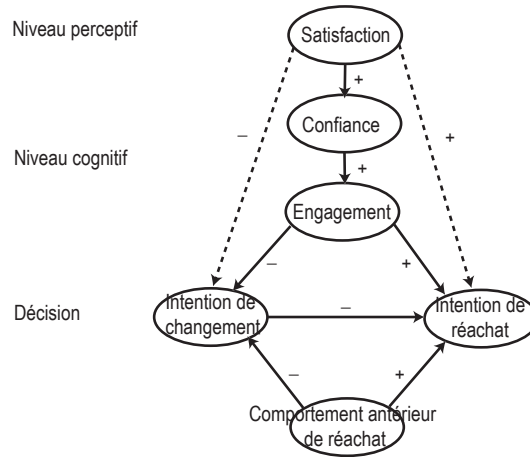 Niveau perceptif
Satisfaction
+
Confiance
–
+
Niveau cognitif
+
Engagement
–
+
Décision
Intention de
changement
–
Intention de
réachat
–
+
Comportement antérieur
de réachat